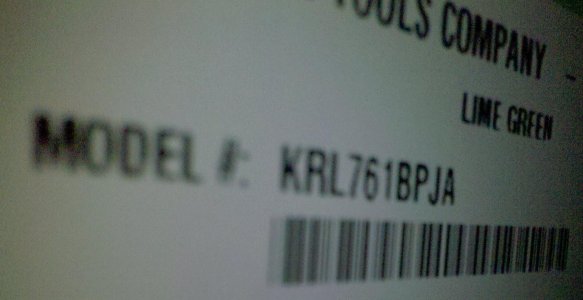 TOOLS COMPANY
LIME GREEN
MODEL #: KRL761BPJA